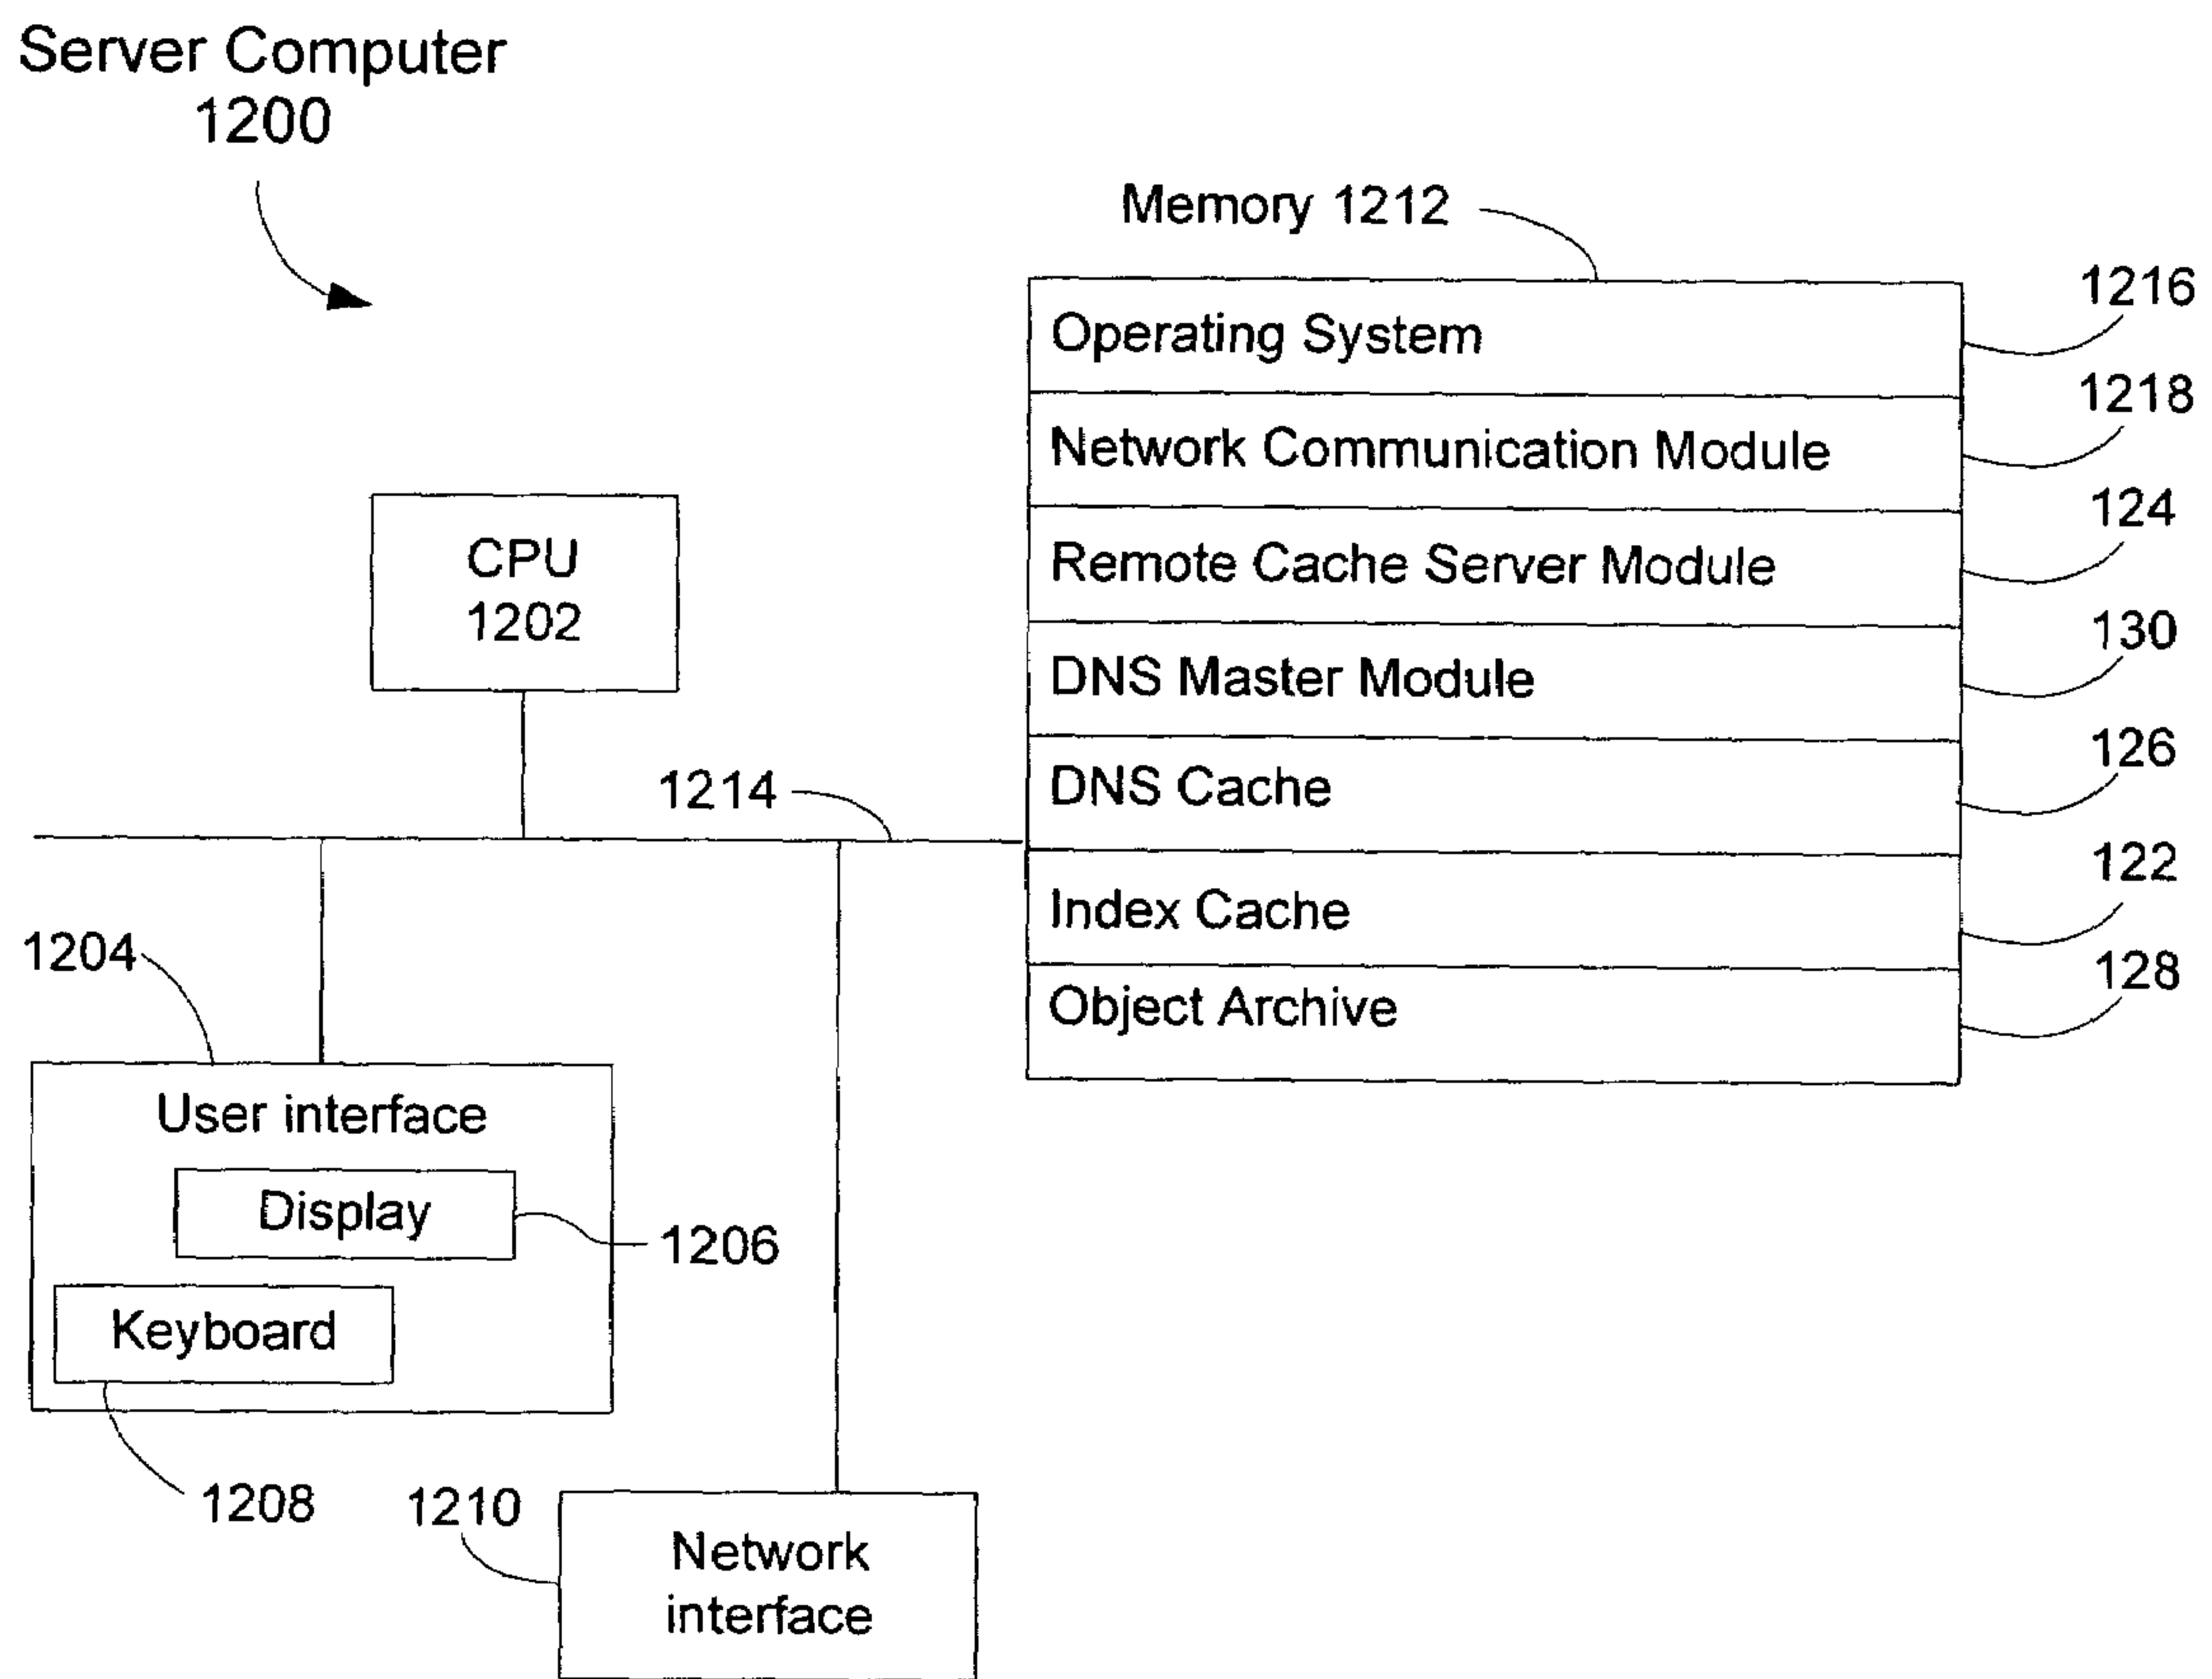 Server Computer
1200
Memory 1212
Operating System
1216
Network Communication Module
1218
Remote Cache Server Module
124
DNS Master Module
130
DNS Cache
126
Index Cache
122
Object Archive
128
CPU
1202
1214
1204
User interface
Display
1206
Keyboard
1208
1210
Network
interface